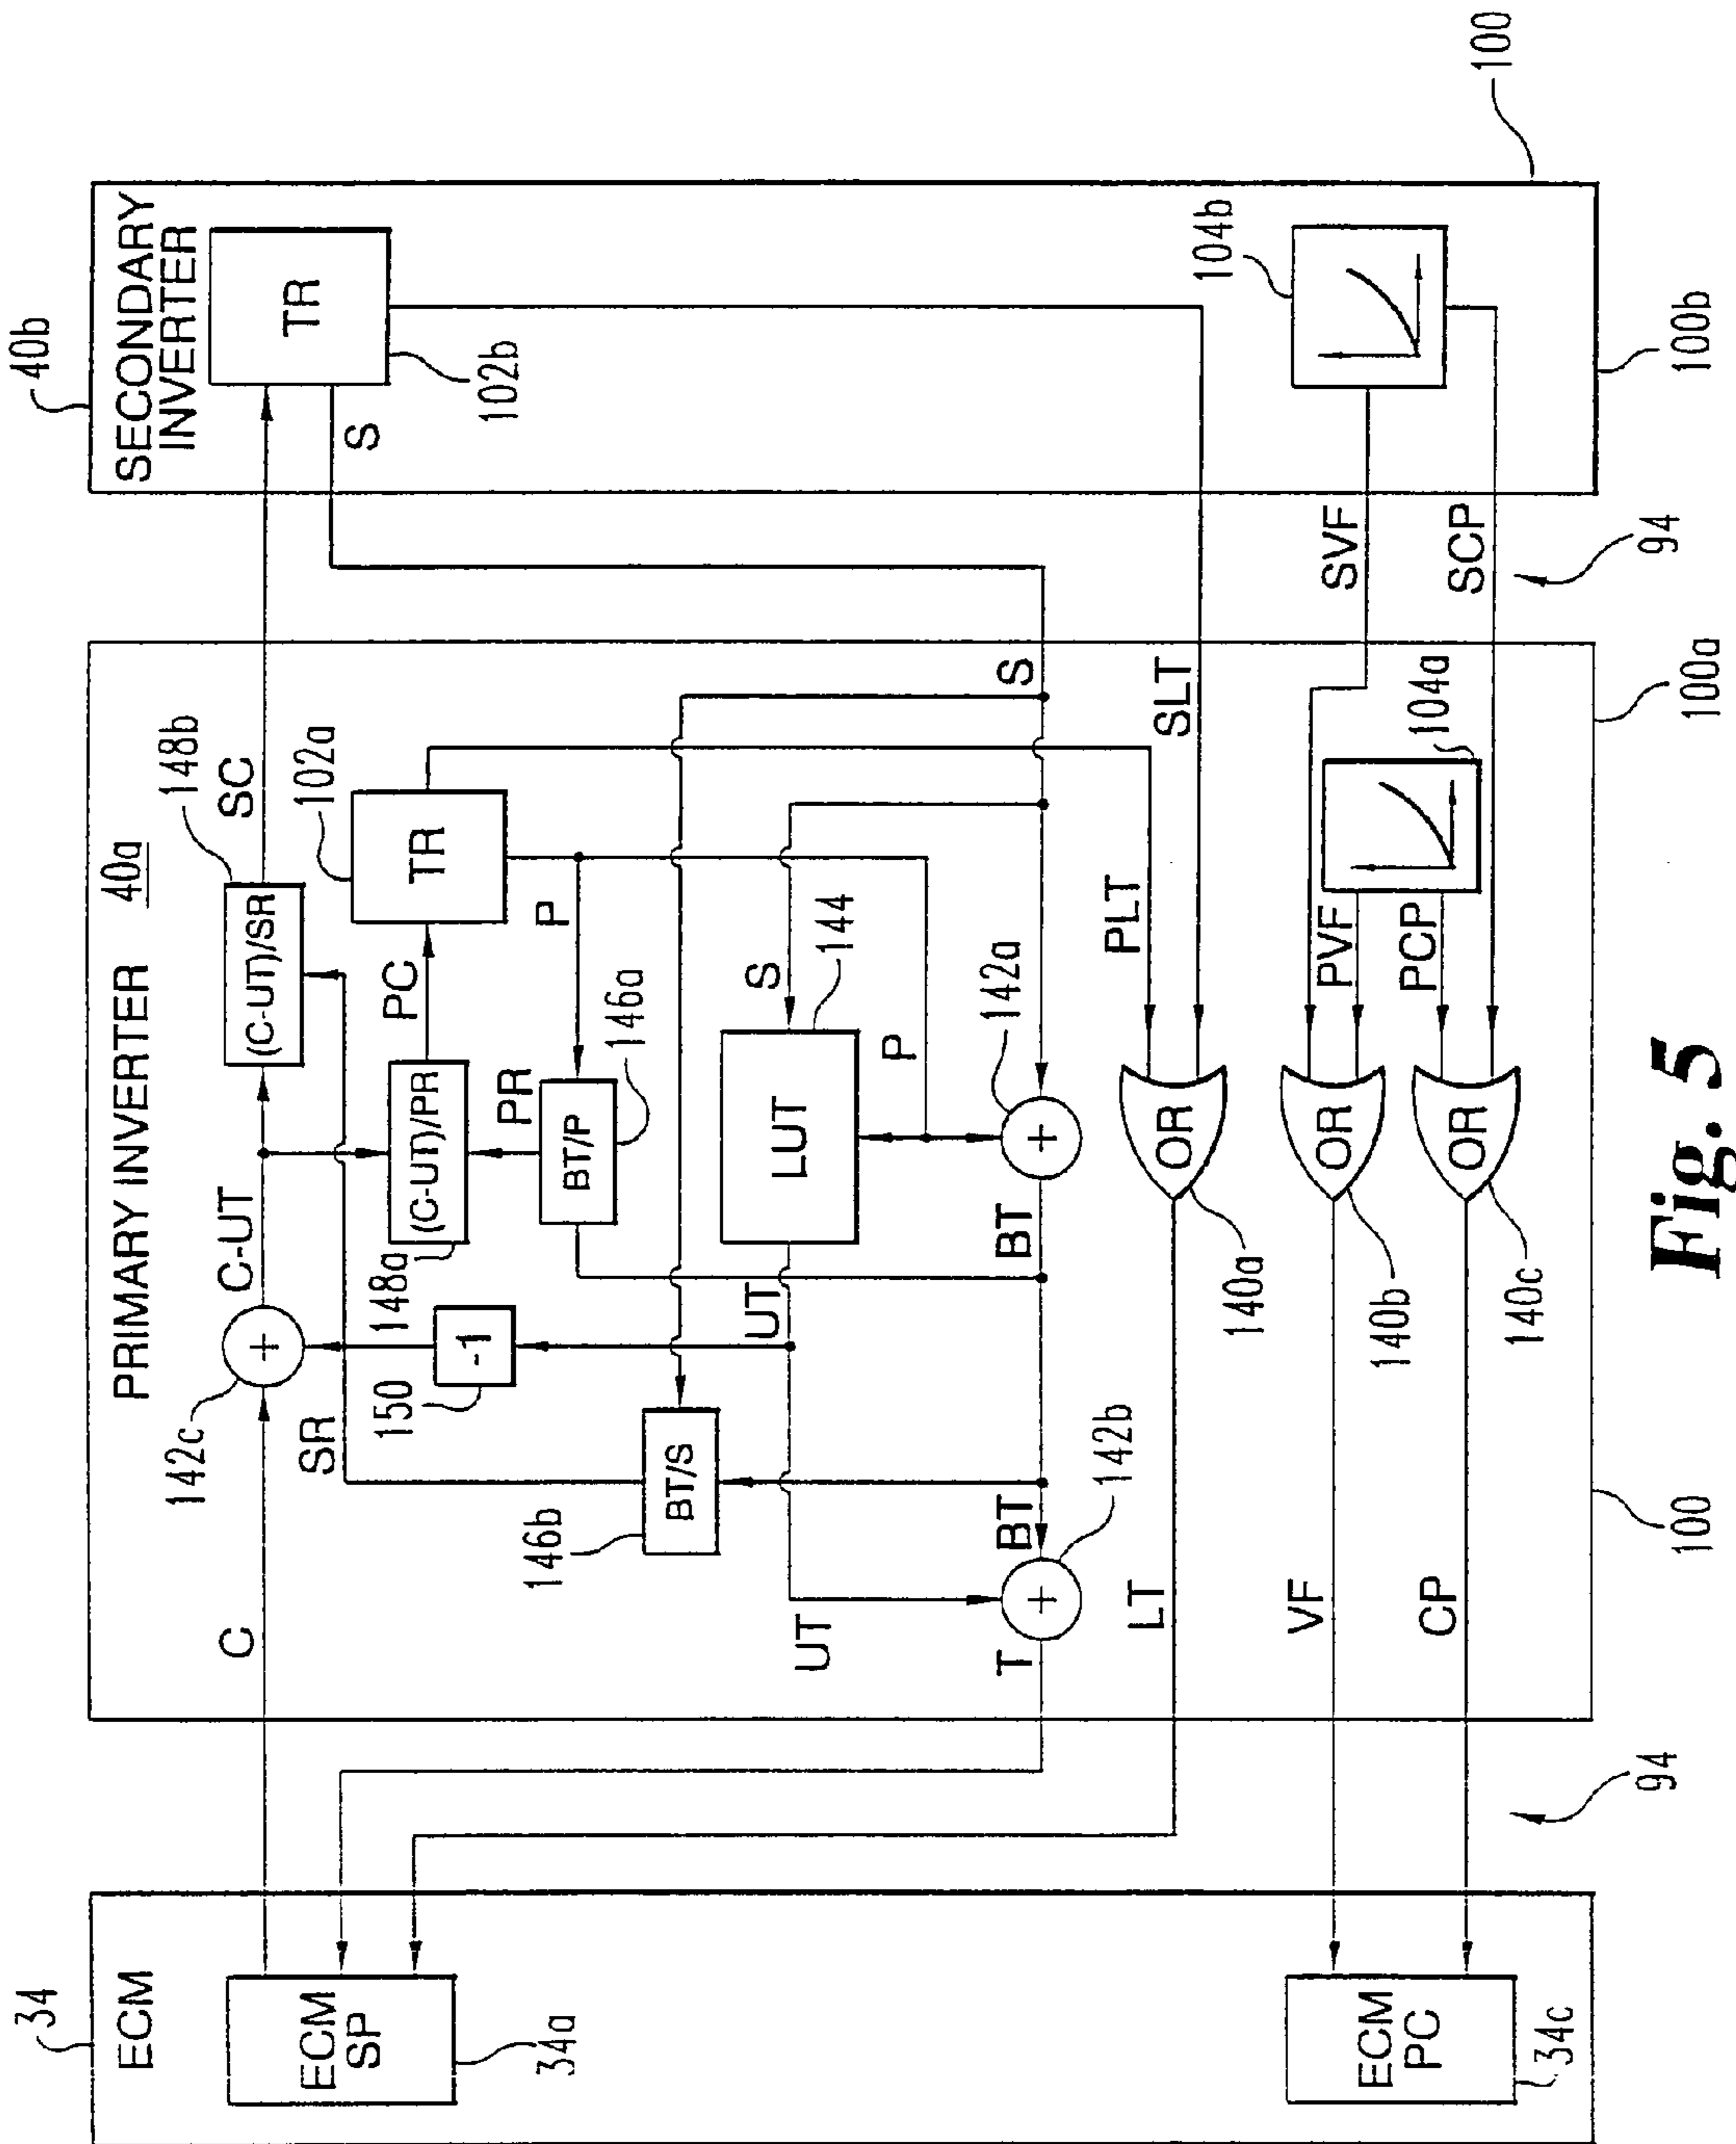 34
ECM
ECM
SP
34a
ECM
PC
34c
94
C
T
LT
VF
CP
PRIMARY INVERTER 40a
142c
C-UT
148b
(C-UT)/SR
SC
SR
150
-1
148a
(C-UT)/PR
PC
102a
TR
PR
BT/P
146a
P
146b
BT/S
UT
LUT
144
S
P
UT
BT
142b
BT
142a
S
140a
OR
PLT
SLT
140b
OR
PVF
140c
OR
PCP
104a
100
100a
40b
SECONDARY
INVERTER
TR
102b
S
SVF
SCP
94
104b
100b
100
Fig. 5